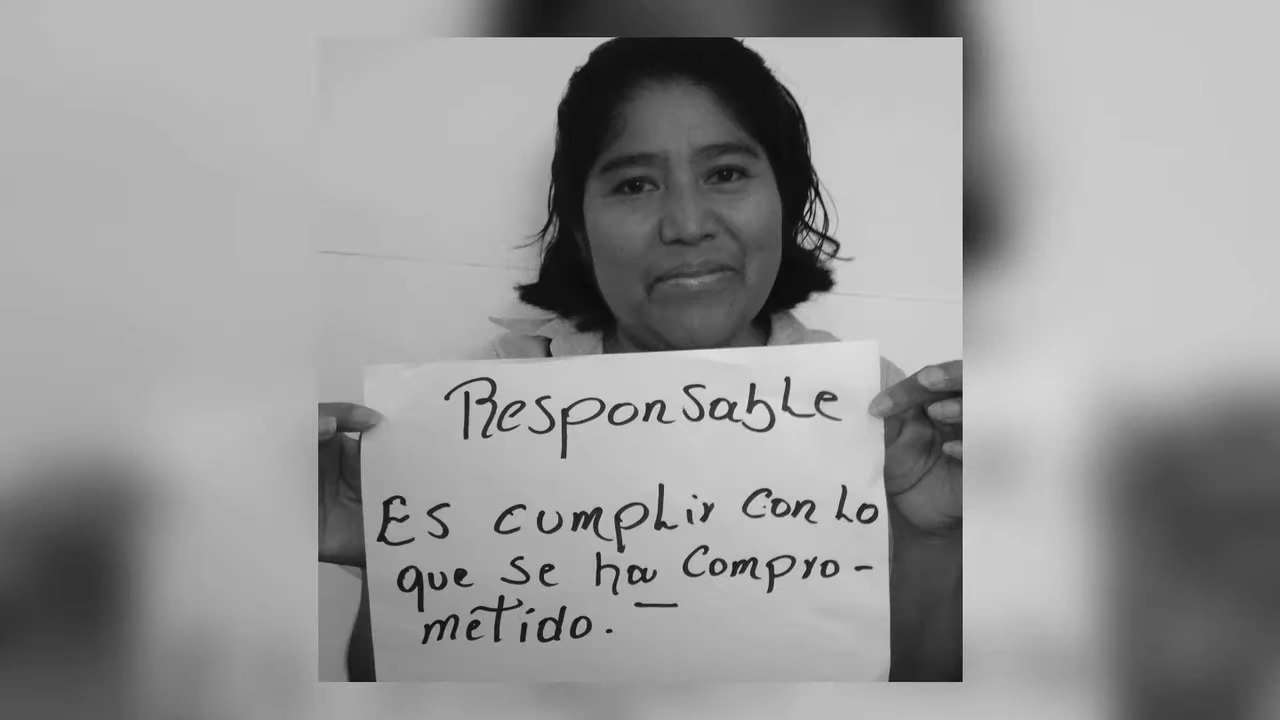 Responsable
Es cumplir con lo
que se ha compro-
metido.